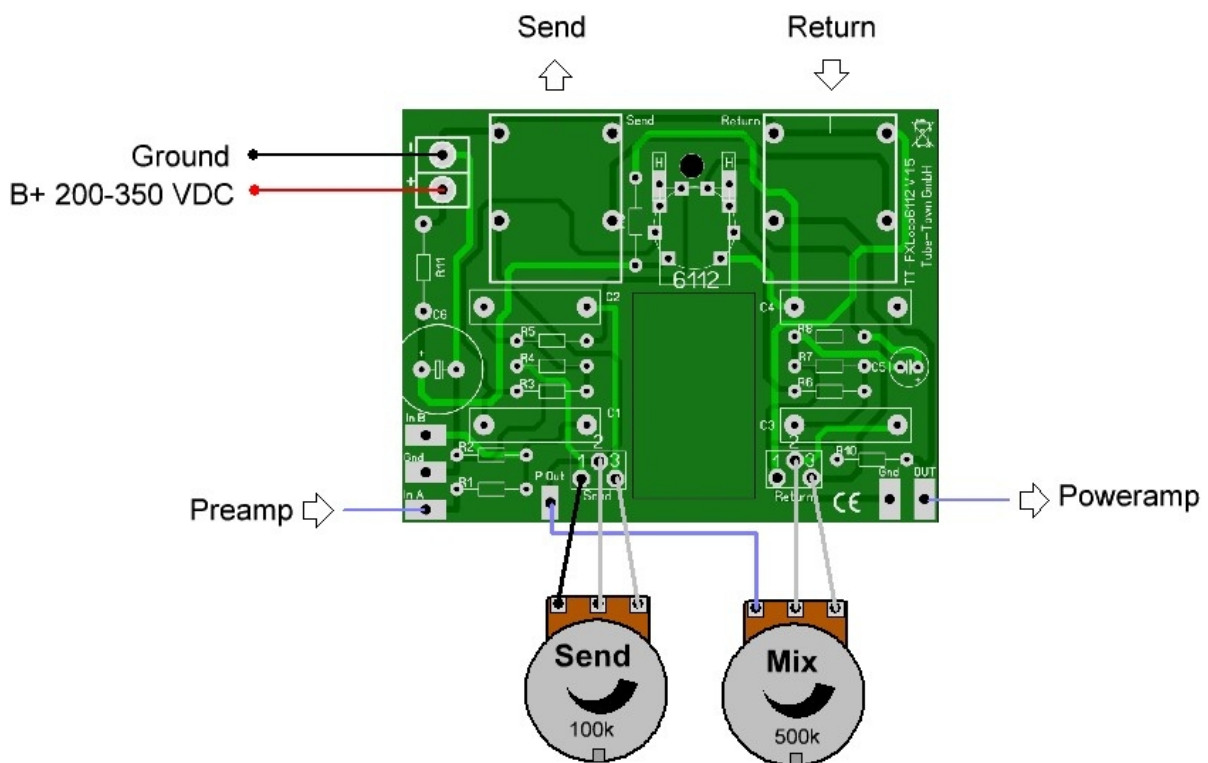 Send
Return
Ground
B+ 200-350 VDC
-
+
Send
Return
H
H
6112
TT FXLoop6112 V 1.5
Tube-Town GmbH
R11
C6
+
C2
R5
R4
R3
C1
C4
R8
R7
R6
C5
+
C3
In B
Gnd
In A
R2
R1
P Out
1 2 3
Send
1 2 3
Return
R10
CE
Gnd
OUT
Preamp
Poweramp
Send
100k
Mix
500k